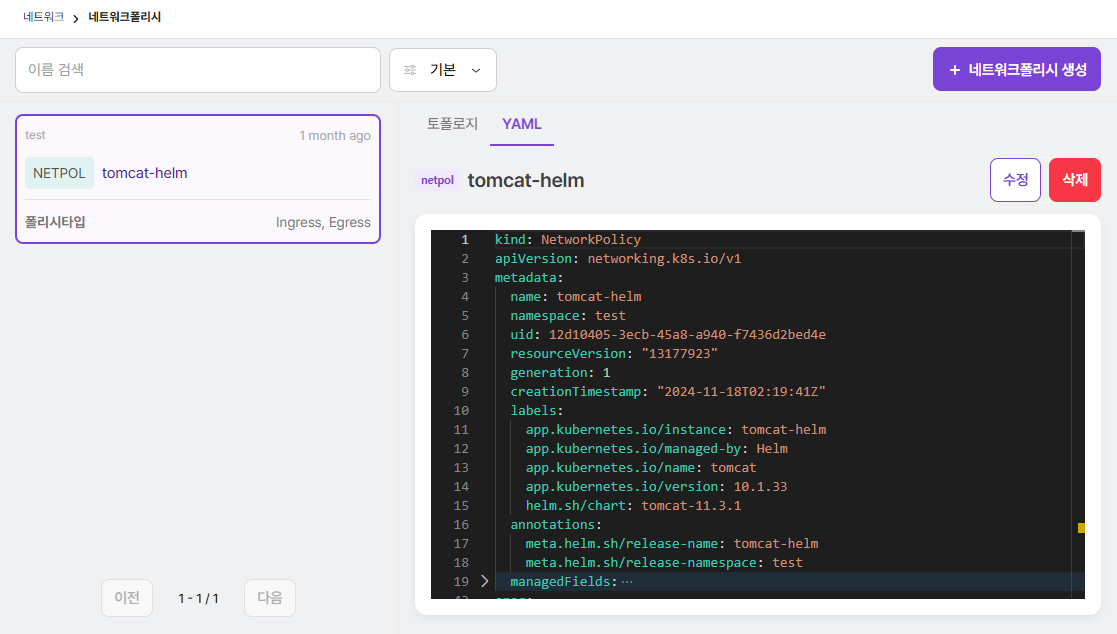 네트워크 > 네트워크폴리시
이름 검색
기본
+ 네트워크폴리시 생성
test 1 month ago
NETPOL tomcat-helm
폴리시타입 Ingress, Egress
이전 1 - 1 / 1 다음
토폴로지 YAML
netpol tomcat-helm
수정 삭제
1 kind: NetworkPolicy
2 apiVersion: networking.k8s.io/v1
3 metadata:
4 name: tomcat-helm
5 namespace: test
6 uid: 12d10405-3ecb-45a8-a940-f7436d2bed4e
7 resourceVersion: "13177923"
8 generation: 1
9 creationTimestamp: "2024-11-18T02:19:41Z"
10 labels:
11 app.kubernetes.io/instance: tomcat-helm
12 app.kubernetes.io/managed-by: Helm
13 app.kubernetes.io/name: tomcat
14 app.kubernetes.io/version: 10.1.33
15 helm.sh/chart: tomcat-11.3.1
16 annotations:
17 meta.helm.sh/release-name: tomcat-helm
18 meta.helm.sh/release-namespace: test
19 managedFields:⋯